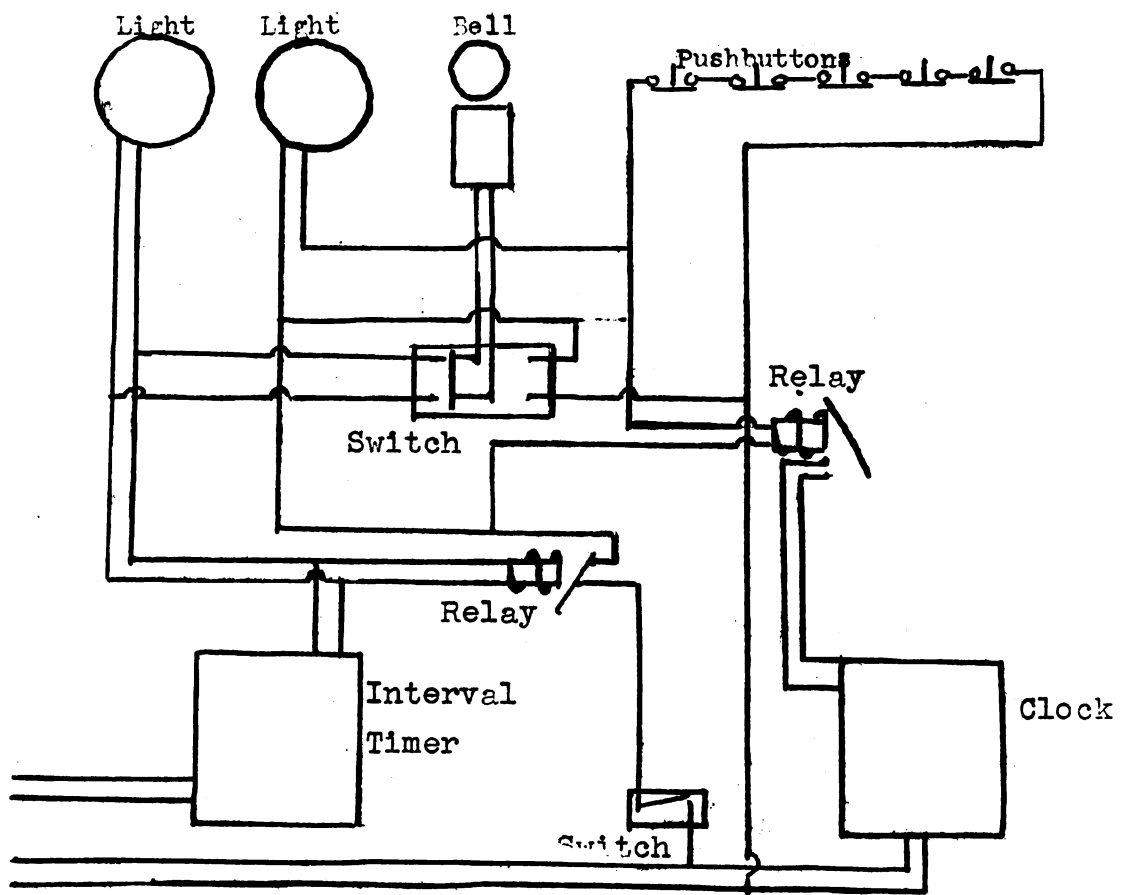 Light
Light
Bell
Pushbuttons
Relay
Switch
Relay
Interval
Timer
Clock
Switch